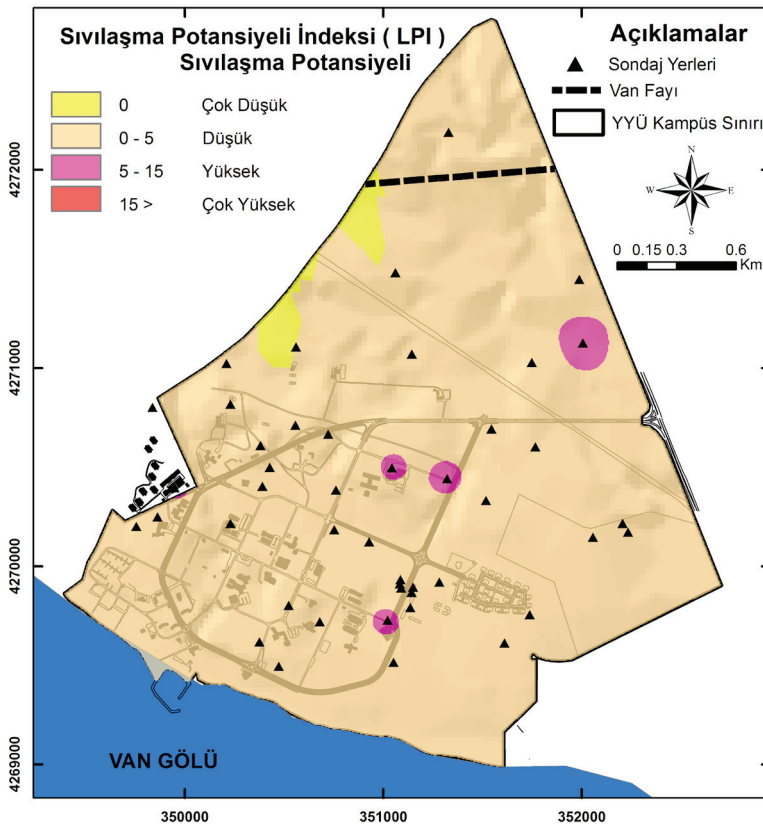 Sıvılaşma Potansiyeli İndeksi ( LPI )
Sıvılaşma Potansiyeli
0 Çok Düşük
0 - 5 Düşük
5 - 15 Yüksek
15 > Çok Yüksek
Açıklamalar
Sondaj Yerleri
Van Fayı
YYÜ Kampüs Sınırı
N
W E
S
0 0.15 0.3 0.6
Km
4272000
4271000
4270000
4269000
VAN GÖLÜ
350000 351000 352000